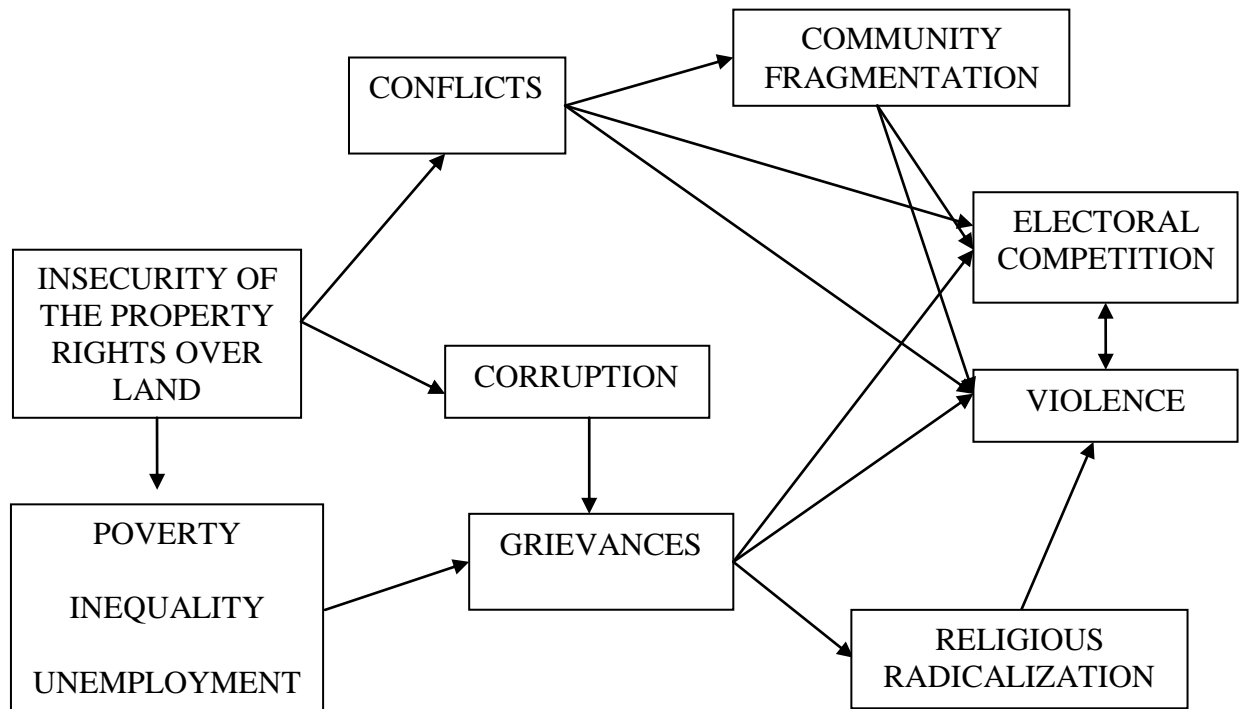 COMMUNITY
FRAGMENTATION
CONFLICTS
ELECTORAL
COMPETITION
INSECURITY OF
THE PROPERTY
RIGHTS OVER
LAND
CORRUPTION
VIOLENCE
POVERTY
INEQUALITY
UNEMPLOYMENT
GRIEVANCES
RELIGIOUS
RADICALIZATION